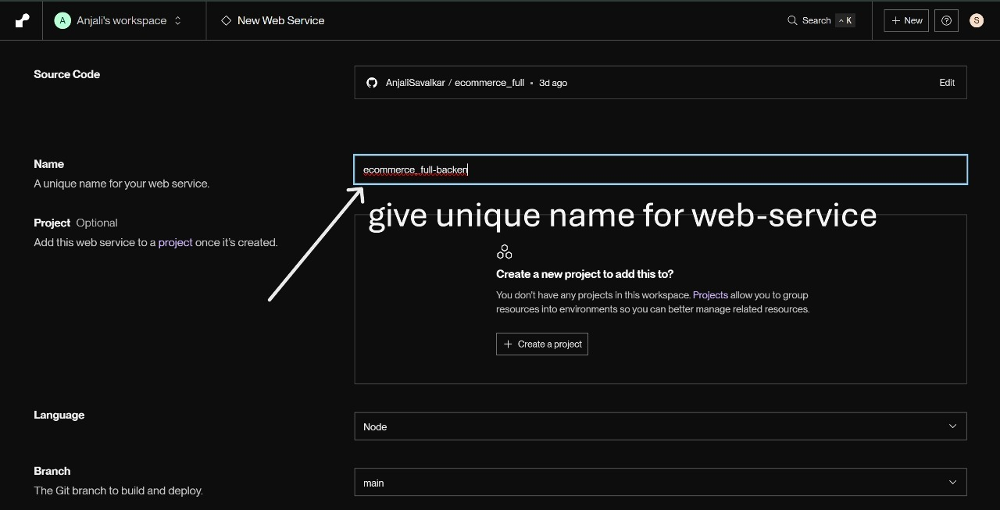 A Anjali's workspace New Web Service Search ^ K + New ? S
Source Code
AnjaliSavalkar / ecommerce_full • 3d ago Edit
Name
A unique name for your web service.
ecommerce_full-backen
give unique name for web-service
Project Optional
Add this web service to a project once it's created.
Create a new project to add this to?
You don't have any projects in this workspace. Projects allow you to group
resources into environments so you can better manage related resources.
+ Create a project
Language
Node
Branch
The Git branch to build and deploy.
main